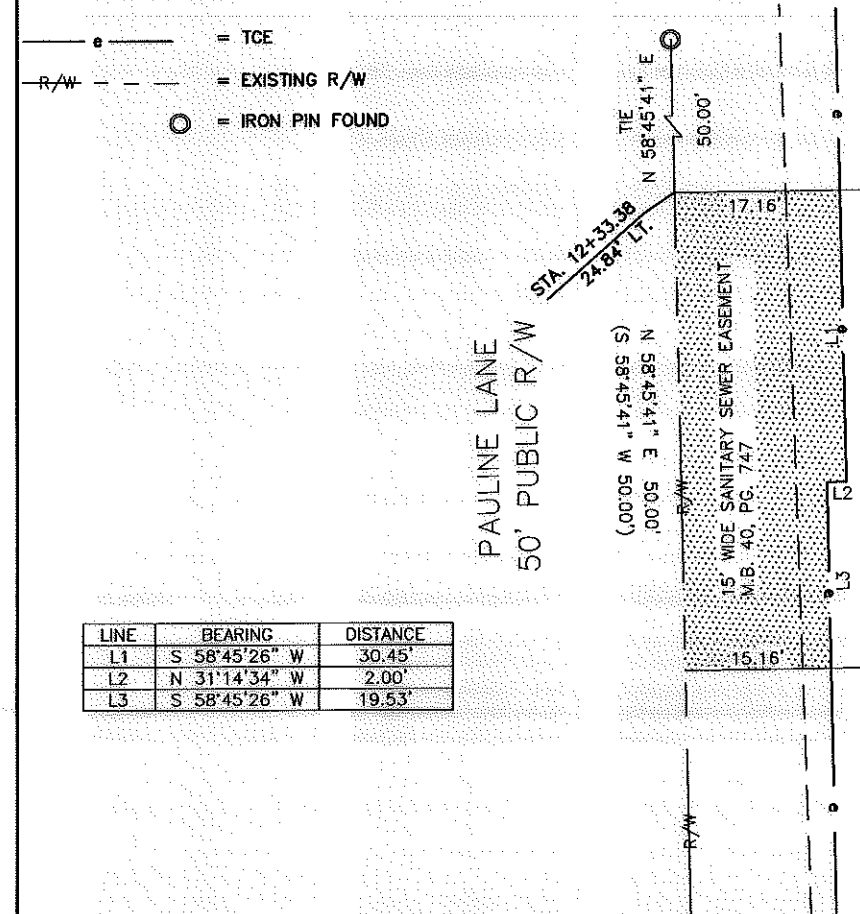 e = TCE
R/W = EXISTING R/W
= IRON PIN FOUND
TIE
N 58°45'41" E
50.00'
e
17.16
STA. 12+33.38
24.84' LT.
PAULINE LANE
50' PUBLIC R/W
N 58°45'41" E 50.00'
(S 58°45'41" W 50.00')
R/W
15' WIDE SANITARY SEWER EASEMENT
M.B. 40, PG. 747
e
L1
L2
e
L3
15.16'
LINE BEARING DISTANCE
L1 S 58°45'26" W 30.45'
L2 N 31°14'34" W 2.00'
L3 S 58°45'26" W 19.53'
e
R/W